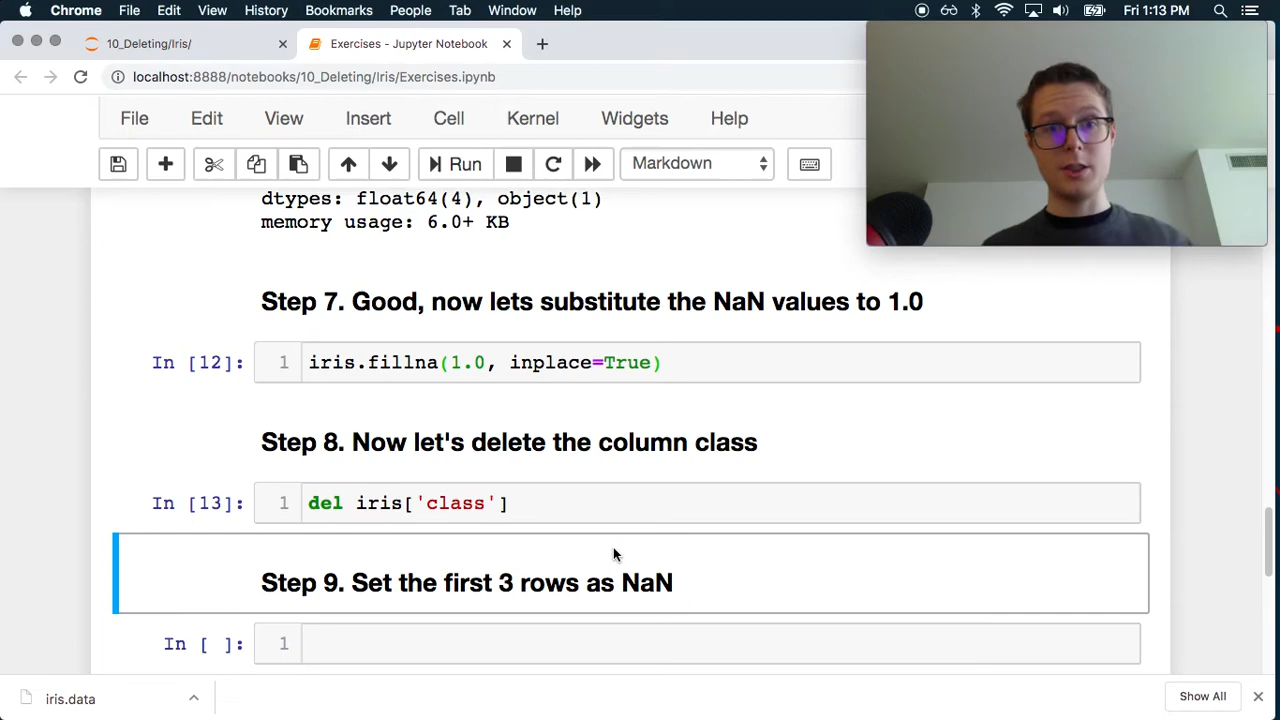 Chrome File Edit View History Bookmarks People Tab Window Help Fri 1:13 PM
10_Deleting/Iris/ Exercises - Jupyter Notebook
localhost:8888/notebooks/10_Deleting/Iris/Exercises.ipynb
File Edit View Insert Cell Kernel Widgets Help
Run Markdown
dtypes: float64(4), object(1)
memory usage: 6.0+ KB
Step 7. Good, now lets substitute the NaN values to 1.0
In [12]: 1 iris.fillna(1.0, inplace=True)
Step 8. Now let's delete the column class
In [13]: 1 del iris['class']
Step 9. Set the first 3 rows as NaN
In [ ]: 1
iris.data Show All